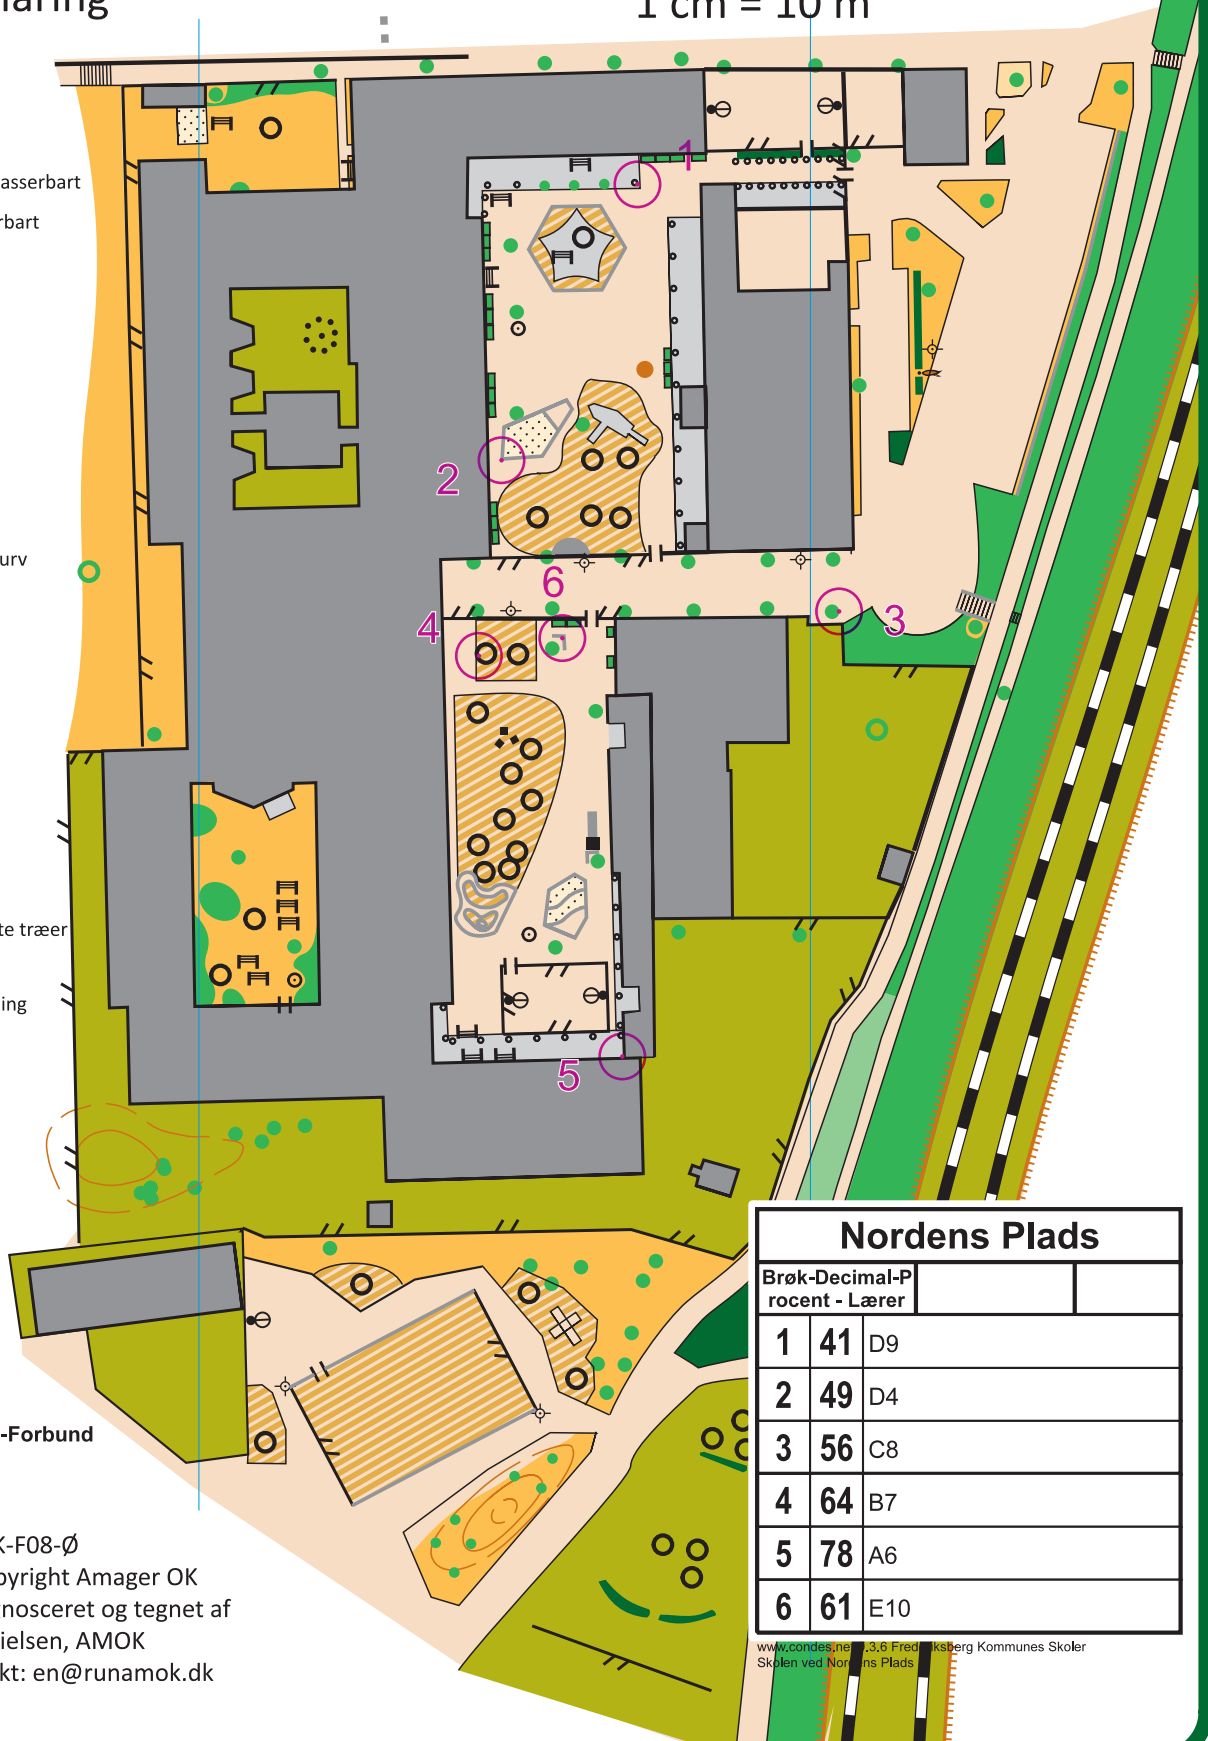 1 cm = 10 m
urv
ing
-Forbund
K-F08-Ø
pyright Amager OK
gnosceret og tegnet af
ielsen, AMOK
kt: en@runamok.dk
asserbart
rbart
te træer
1
2
6
4
3
5
Nordens Plads
Brøk-Decimal-P
rocent - Lærer
1 41 D9
2 49 D4
3 56 C8
4 64 B7
5 78 A6
6 61 E10
Frederiksberg Kommunes Skoler
Skolen ved Nordens Plads